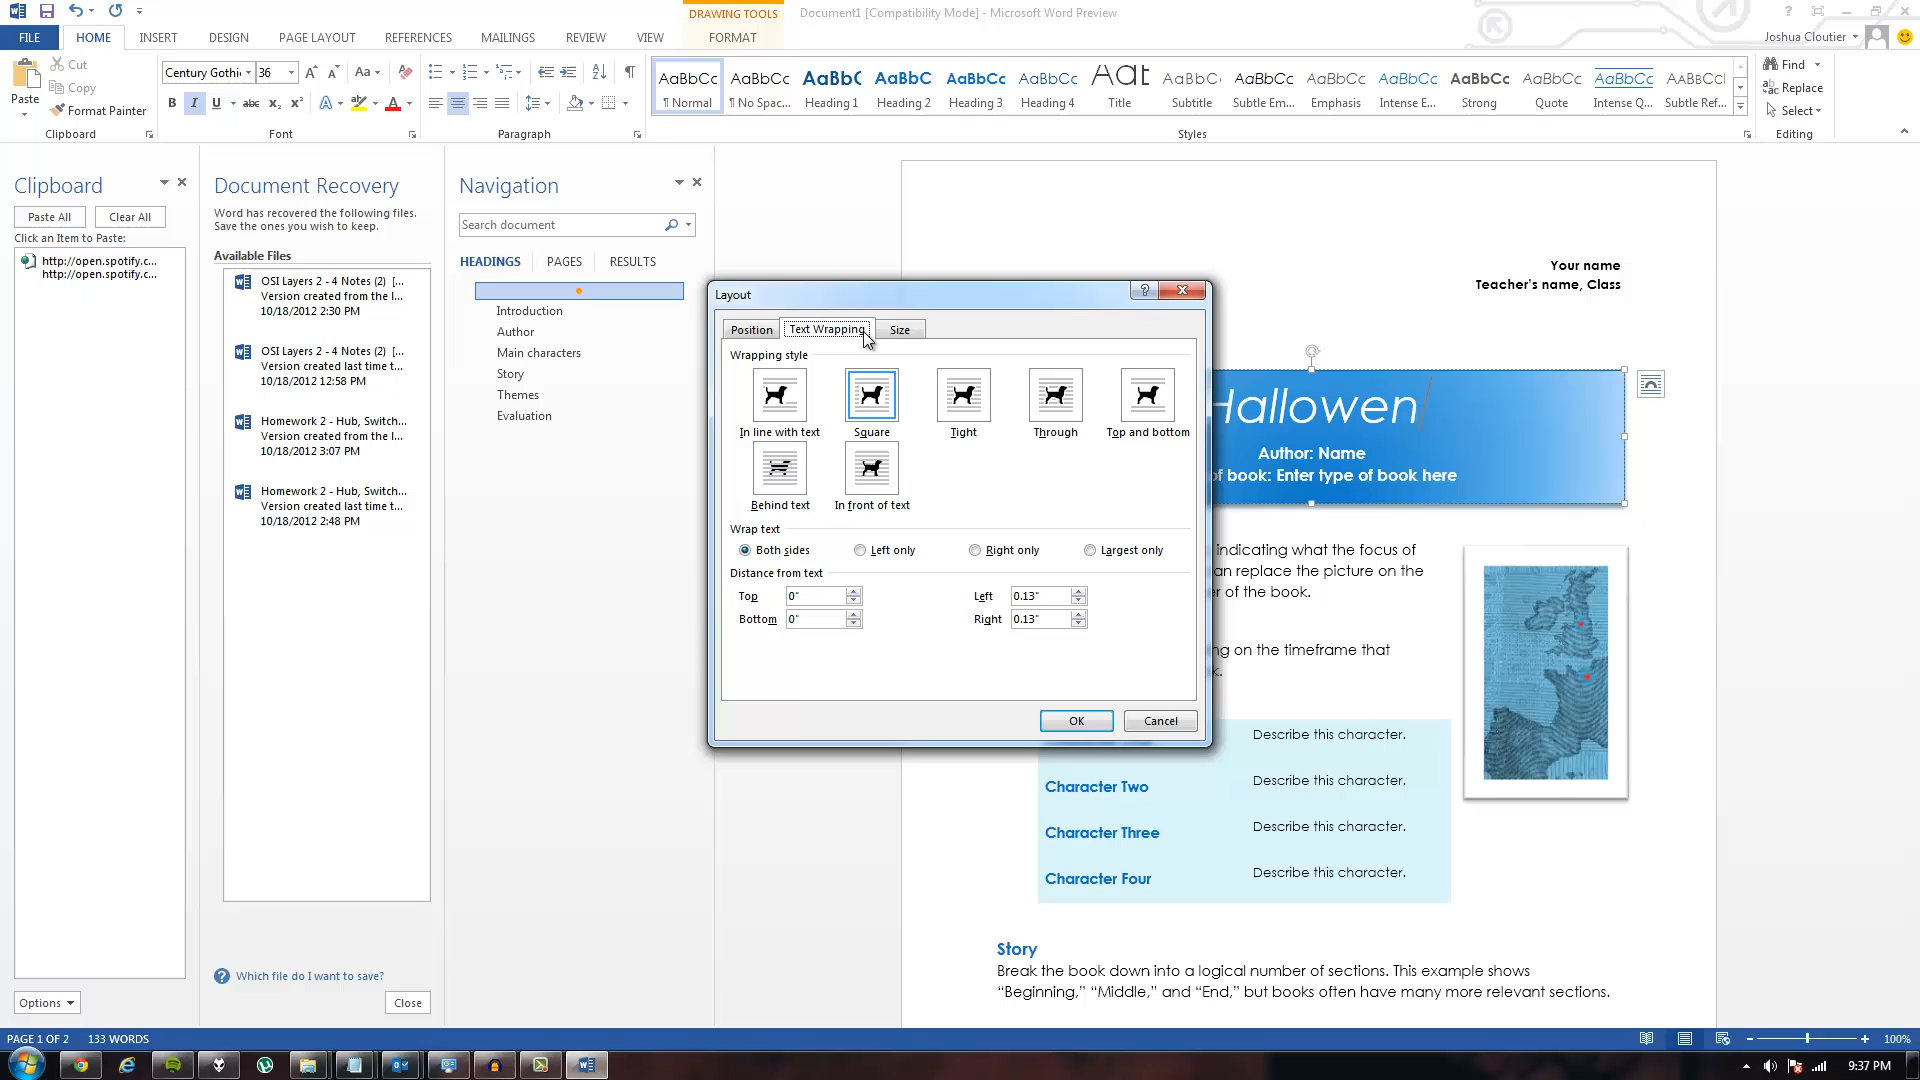 DRAWING TOOLS
Document1 [Compatibility Mode] - Microsoft Word Preview
FILE HOME INSERT DESIGN PAGE LAYOUT REFERENCES MAILINGS REVIEW VIEW FORMAT
Joshua Cloutier
Paste
Cut
Copy
Format Painter
Clipboard
Century Gothi 36 Aa
B I U abc x₂ x² A A
Font
Paragraph
AaBbCc AaBbCc AaBbC AaBbC AaBbCc AaBbCc AaB AaBbC AaBbCc AaBbCc AaBbCc AaBbCc AaBbCc AaBbCc AaBbCcI
¶ Normal ¶ No Spac... Heading 1 Heading 2 Heading 3 Heading 4 Title Subtitle Subtle Em... Emphasis Intense E... Strong Quote Intense Q... Subtle Ref...
Styles
Find
Replace
Select
Editing
Clipboard
Paste All Clear All
Click an Item to Paste:
http://open.spotify.c...
http://open.spotify.c...
Options
Document Recovery
Word has recovered the following files.
Save the ones you wish to keep.
Available Files
OSI Layers 2 - 4 Notes (2) [...
Version created from the l...
10/18/2012 2:30 PM
OSI Layers 2 - 4 Notes (2) [...
Version created last time t...
10/18/2012 12:58 PM
Homework 2 - Hub, Switch...
Version created from the l...
10/18/2012 3:07 PM
Homework 2 - Hub, Switch...
Version created last time t...
10/18/2012 2:48 PM
Which file do I want to save?
Close
Navigation
Search document
HEADINGS PAGES RESULTS
Introduction
Author
Main characters
Story
Themes
Evaluation
Layout
Position Text Wrapping Size
Wrapping style
In line with text Square Tight Through Top and bottom
Behind text In front of text
Wrap text
Both sides Left only Right only Largest only
Distance from text
Top 0" Left 0.13"
Bottom 0" Right 0.13"
OK Cancel
Your name
Teacher's name, Class
Hallowen
Author: Name
of book: Enter type of book here
indicating what the focus of
an replace the picture on the
r of the book.
ng on the timeframe that
k.
Describe this character.
Character Two Describe this character.
Character Three Describe this character.
Character Four Describe this character.
Story
Break the book down into a logical number of sections. This example shows
“Beginning,” “Middle,” and “End,” but books often have many more relevant sections.
PAGE 1 OF 2 133 WORDS
100%
9:37 PM